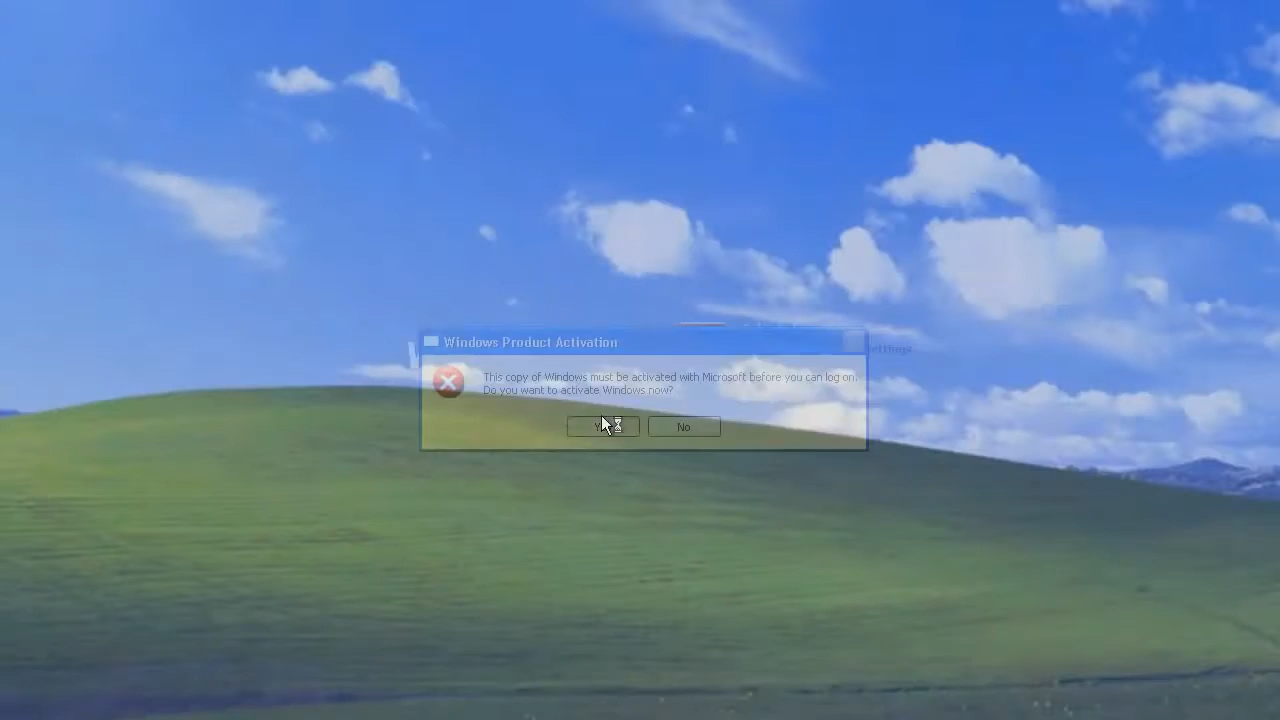 Windows Product Activation
This copy of Windows must be activated with Microsoft before you can log on.
Do you want to activate Windows now?
No